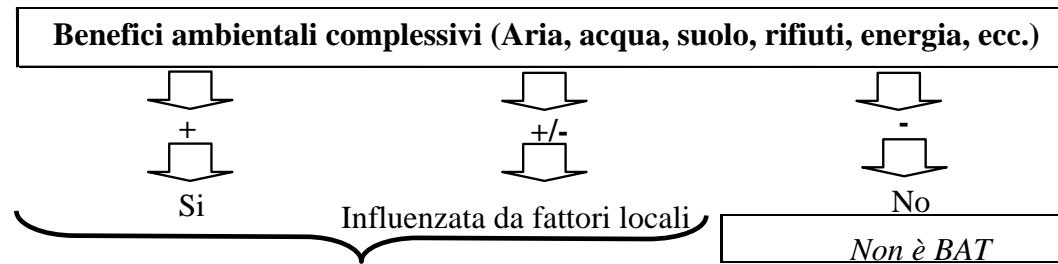 Benefici ambientali complessivi (Aria, acqua, suolo, rifiuti, energia, ecc.)
+ +/- -
Si Influenzata da fattori locali No
Non è BAT